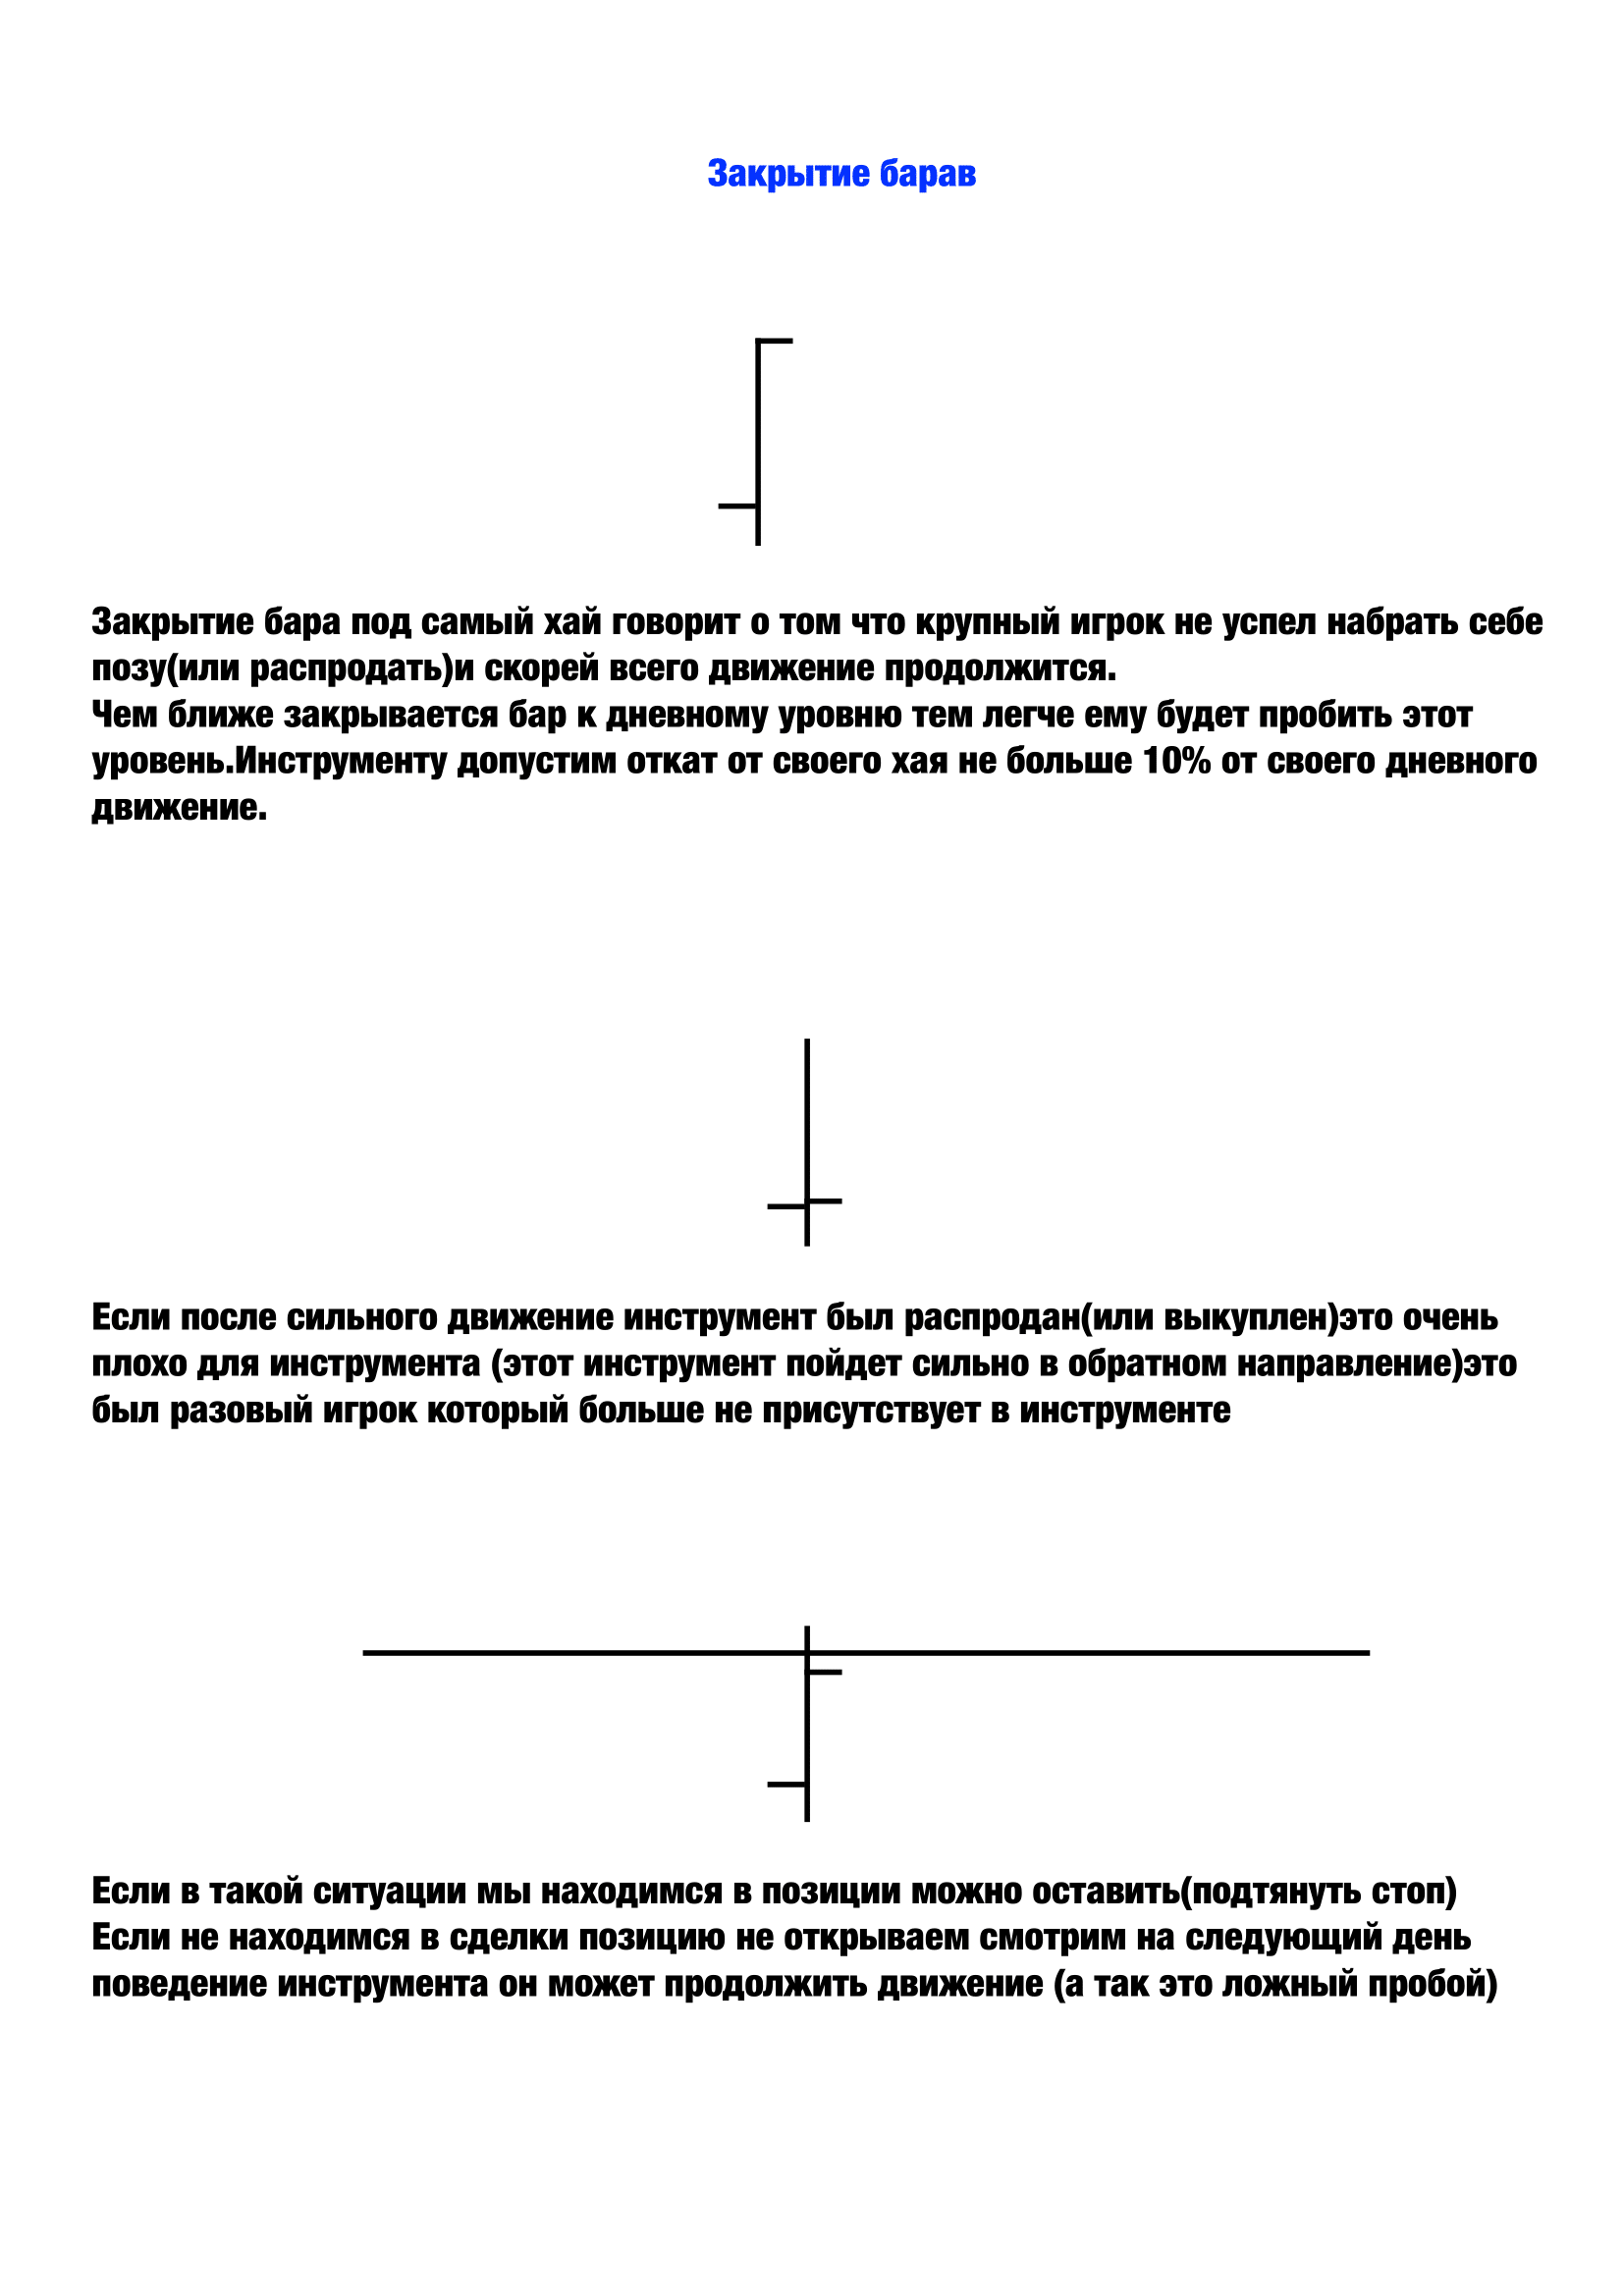 Закрытие барав
Закрытие бара под самый хай говорит о том что крупный игрок не успел набрать себе
позу(или распродать)и скорей всего движение продолжится.
Чем ближе закрывается бар к дневному уровню тем легче ему будет пробить этот
уровень.Инструменту допустим откат от своего хая не больше 10% от своего дневного
движение.
Если после сильного движение инструмент был распродан(или выкуплен)это очень
плохо для инструмента (этот инструмент пойдет сильно в обратном направление)это
был разовый игрок который больше не присутствует в инструменте
Если в такой ситуации мы находимся в позиции можно оставить(подтянуть стоп)
Если не находимся в сделки позицию не открываем смотрим на следующий день
поведение инструмента он может продолжить движение (а так это ложный пробой)